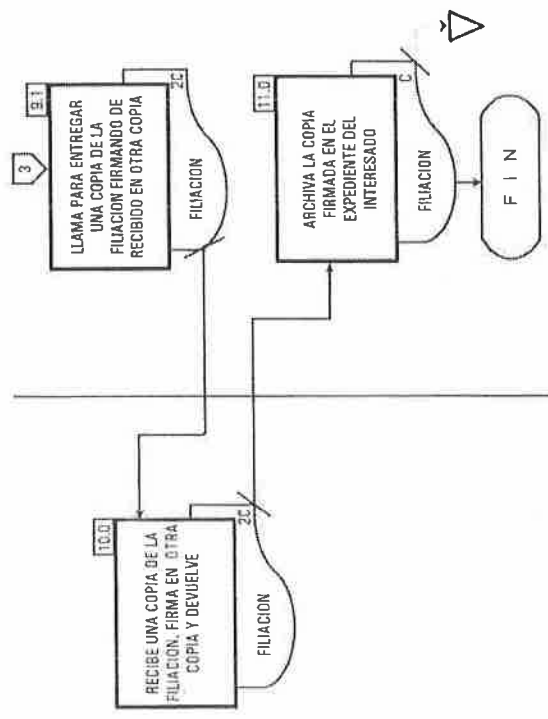 3
9.1
LLAMA PARA ENTREGAR
UNA COPIA DE LA
FILIACION FIRMANDO DE
RECIBIDO EN OTRA COPIA
2C
FILIACION
10.0
RECIBE UNA COPIA DE LA
FILIACION, FIRMA EN OTRA
COPIA Y DEVUELVE
2C
FILIACION
11.0
ARCHIVA LA COPIA
FIRMADA EN EL
EXPEDIENTE DEL
INTERESADO
C
FILIACION
F I N